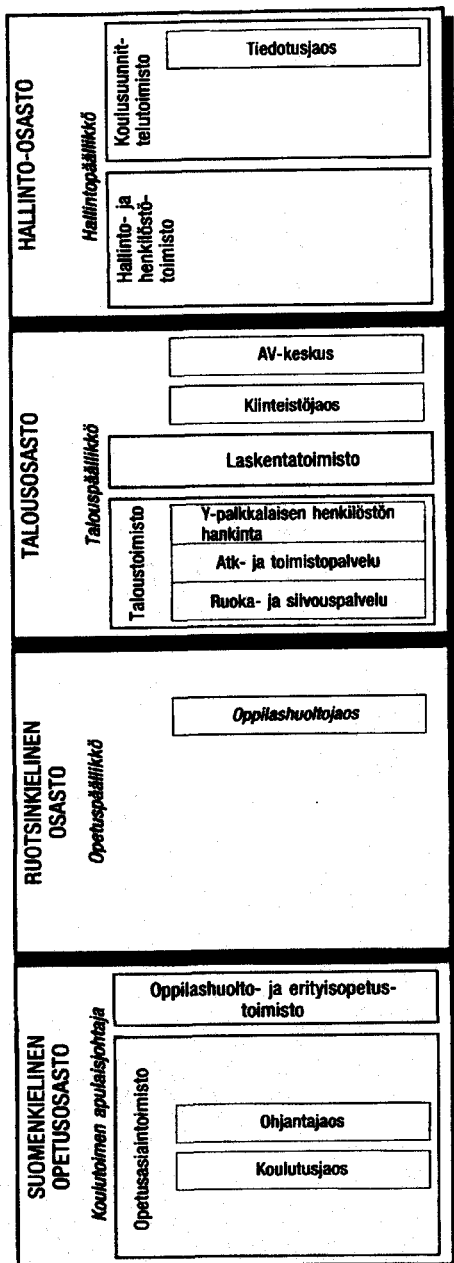 HALLINTO-OSASTO
Hallintopäällikkö
Koulusuunnit-
telutoimisto
Tiedotusjaos
Hallinto- ja
henkilöstö-
toimisto
TALOUSOSASTO
Talouspäällikkö
AV-keskus
Kiinteistöjaos
Laskentatoimisto
Taloustoimisto
Y-palkkalaisen henkilöstön
hankinta
Atk- ja toimistopalvelu
Ruoka- ja siivouspalvelu
RUOTSINKIELINEN
OSASTO
Opetuspäällikkö
Oppilashuoltojaos
SUOMENKIELINEN
OPETUSOSASTO
Koulutoimen apulaisjohtaja
Oppilashuolto- ja erityisopetus-
toimisto
Opetusasiaintoimisto
Ohjantajaos
Koulutusjaos